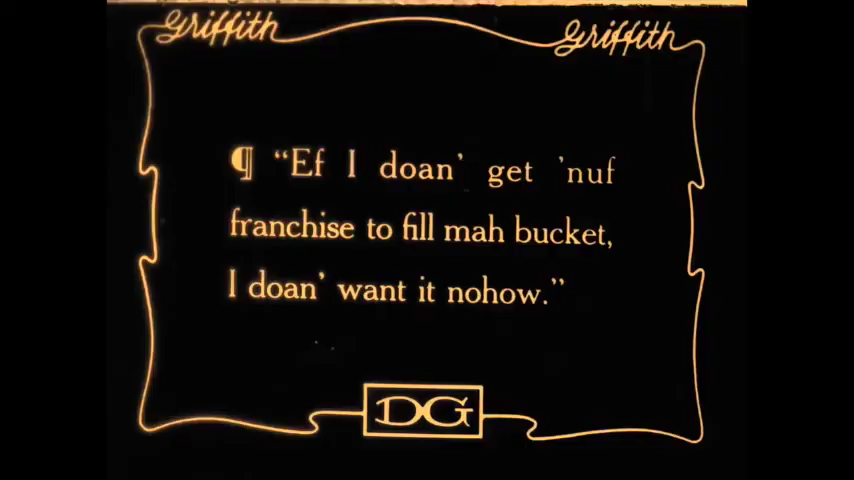 Griffith Griffith
¶ “Ef I doan’ get ’nuf
franchise to fill mah bucket,
I doan’ want it nohow.”
DG